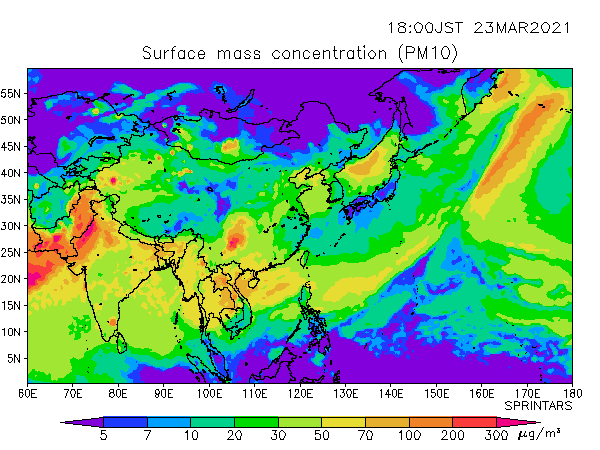 18:00JST 23MAR2021
Surface mass concentration (PM10)
55N
50N
45N
40N
35N
30N
25N
20N
15N
10N
5N
60E 70E 80E 90E 100E 110E 120E 130E 140E 150E 160E 170E 180
SPRINTARS
5 7 10 20 30 50 70 100 200 300 μg/m³